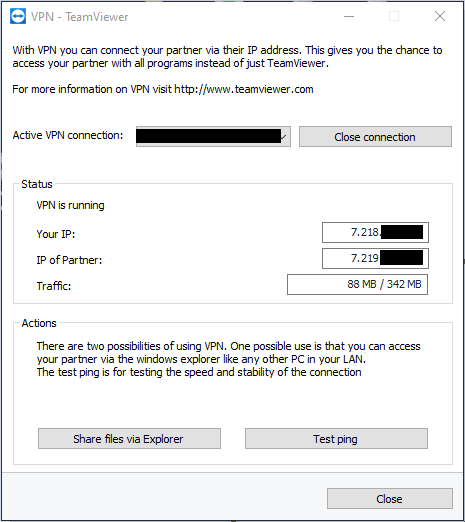 VPN - TeamViewer
With VPN you can connect your partner via their IP address. This gives you the chance to
access your partner with all programs instead of just TeamViewer.
For more information on VPN visit http://www.teamviewer.com
Active VPN connection:
Close connection
Status
VPN is running
Your IP: 7.218.
IP of Partner: 7.219
Traffic: 88 MB / 342 MB
Actions
There are two possibilities of using VPN. One possible use is that you can access
your partner via the windows explorer like any other PC in your LAN.
The test ping is for testing the speed and stability of the connection
Share files via Explorer Test ping
Close